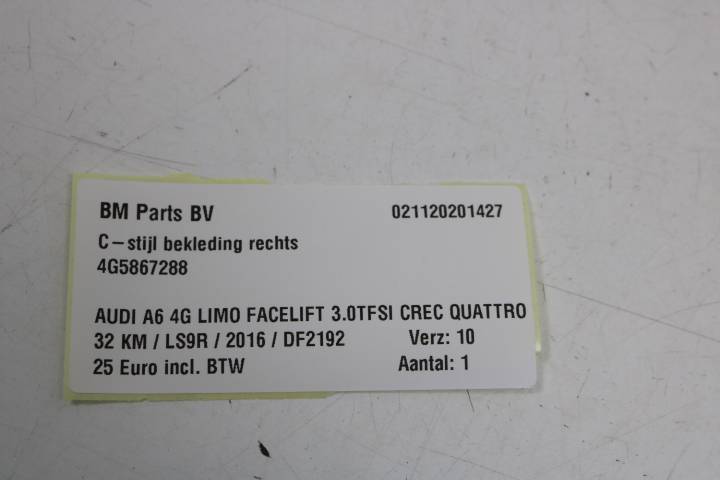 BM Parts BV 021120201427
C-stijl bekleding rechts
4G5867288
AUDI A6 4G LIMO FACELIFT 3.0TFSI CREC QUATTRO
32 KM / LS9R / 2016 / DF2192 Verz: 10
25 Euro incl. BTW Aantal: 1